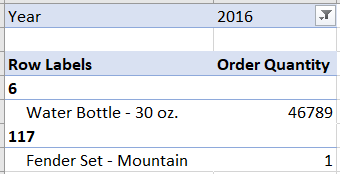 Year 2016
Row Labels Order Quantity
6
Water Bottle - 30 oz. 46789
117
Fender Set - Mountain 1